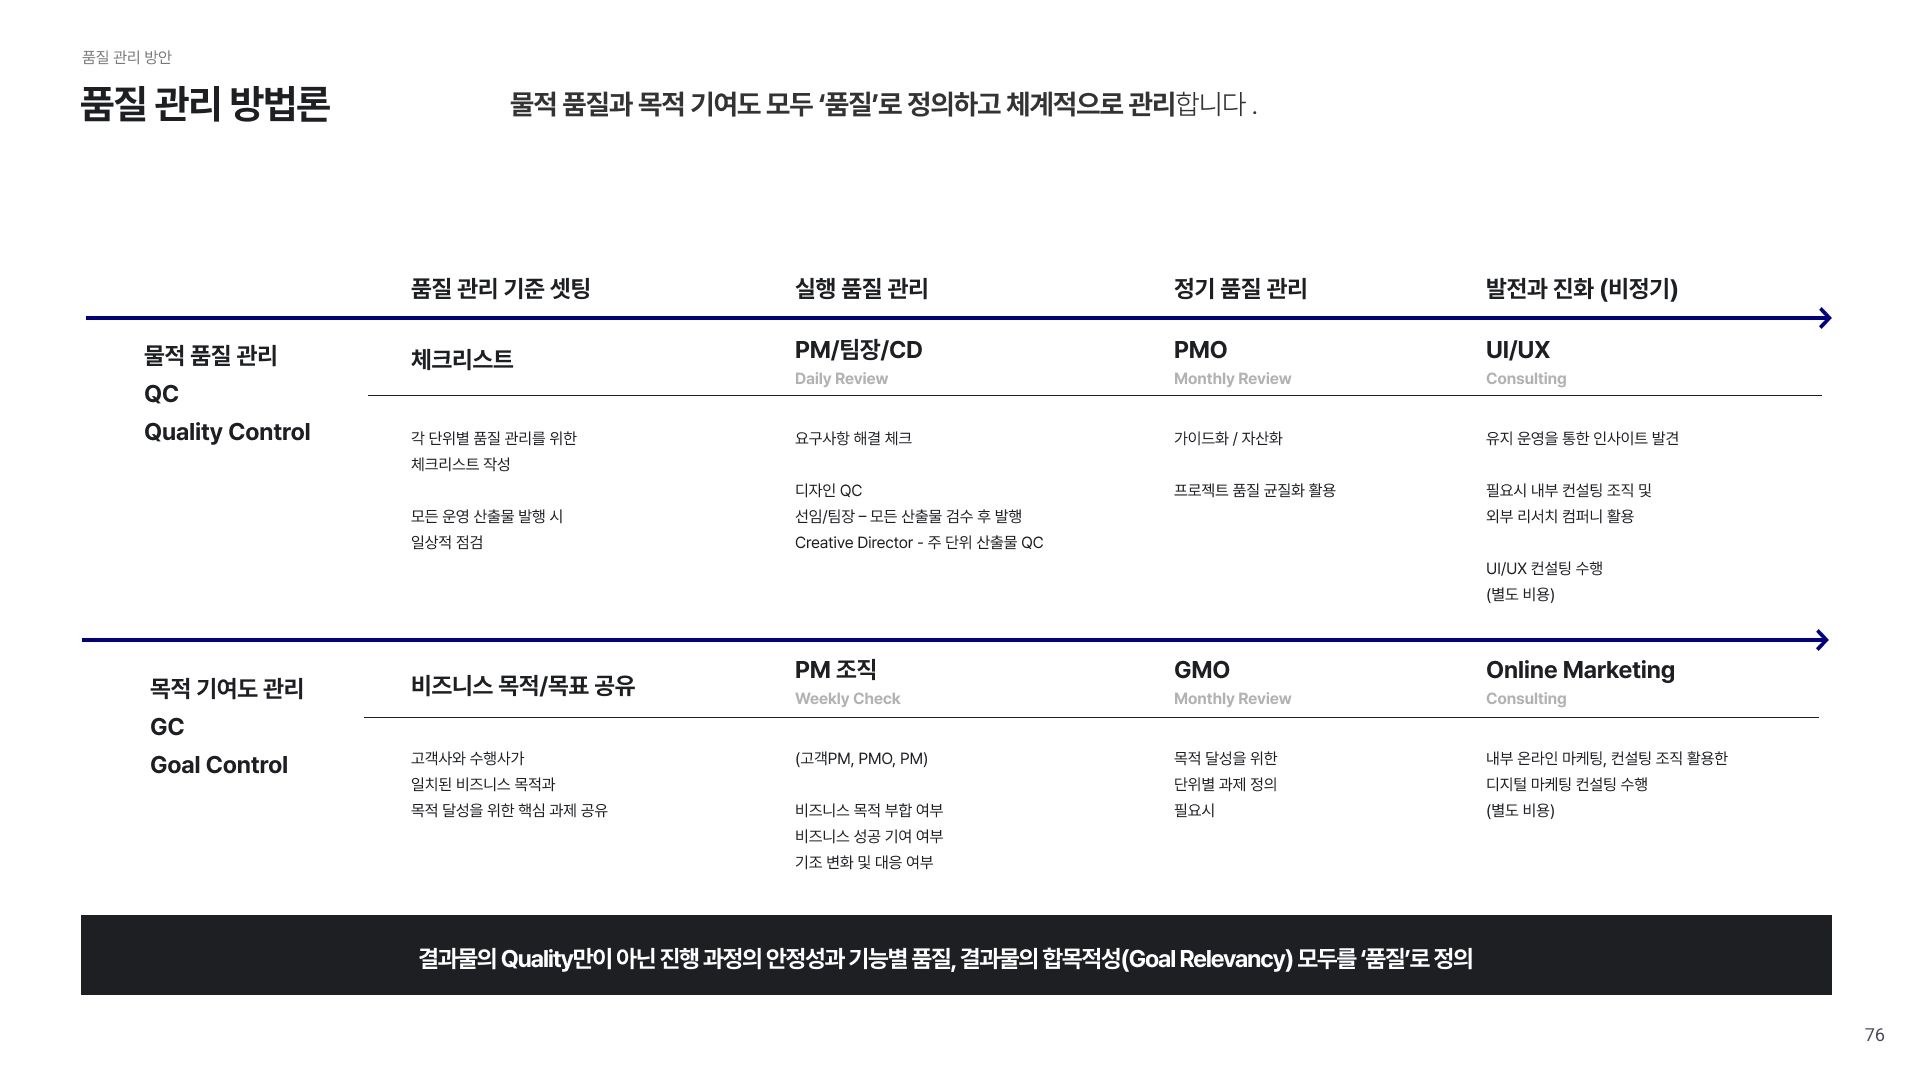 품질 관리 방안
품질 관리 방법론
물적 품질과 목적 기여도 모두 ‘품질’로 정의하고 체계적으로 관리합니다 .
품질 관리 기준 셋팅
실행 품질 관리
정기 품질 관리
발전과 진화 (비정기)
물적 품질 관리
QC
Quality Control
체크리스트
PM/팀장/CD
Daily Review
PMO
Monthly Review
UI/UX
Consulting
각 단위별 품질 관리를 위한
체크리스트 작성
모든 운영 산출물 발행 시
일상적 점검
요구사항 해결 체크
디자인 QC
선임/팀장 – 모든 산출물 검수 후 발행
Creative Director - 주 단위 산출물 QC
가이드화 / 자산화
프로젝트 품질 균질화 활용
유지 운영을 통한 인사이트 발견
필요시 내부 컨설팅 조직 및
외부 리서치 컴퍼니 활용
UI/UX 컨설팅 수행
(별도 비용)
목적 기여도 관리
GC
Goal Control
비즈니스 목적/목표 공유
PM 조직
Weekly Check
GMO
Monthly Review
Online Marketing
Consulting
고객사와 수행사가
일치된 비즈니스 목적과
목적 달성을 위한 핵심 과제 공유
(고객PM, PMO, PM)
비즈니스 목적 부합 여부
비즈니스 성공 기여 여부
기조 변화 및 대응 여부
목적 달성을 위한
단위별 과제 정의
필요시
내부 온라인 마케팅, 컨설팅 조직 활용한
디지털 마케팅 컨설팅 수행
(별도 비용)
결과물의 Quality만이 아닌 진행 과정의 안정성과 기능별 품질, 결과물의 합목적성(Goal Relevancy) 모두를 ‘품질’로 정의
76